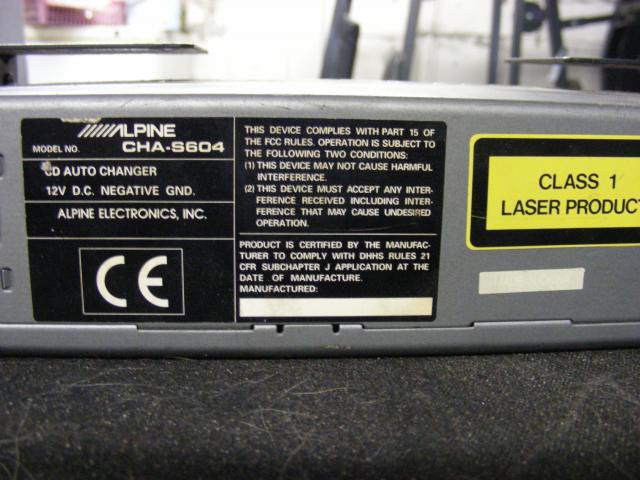 ALPINE
MODEL NO. CHA-S604
CD AUTO CHANGER
12V D.C. NEGATIVE GND.
ALPINE ELECTRONICS, INC.
CE
THIS DEVICE COMPLIES WITH PART 15 OF
THE FCC RULES. OPERATION IS SUBJECT TO
THE FOLLOWING TWO CONDITIONS:
(1) THIS DEVICE MAY NOT CAUSE HARMFUL
INTERFERENCE.
(2) THIS DEVICE MUST ACCEPT ANY INTER-
FERENCE RECEIVED INCLUDING INTER-
FERENCE THAT MAY CAUSE UNDESIRED
OPERATION.
PRODUCT IS CERTIFIED BY THE MANUFAC-
TURER TO COMPLY WITH DHHS RULES 21
CFR SUBCHAPTER J APPLICATION AT THE
DATE OF MANUFACTURE.
MANUFACTURED:
CLASS 1
LASER PRODUCT